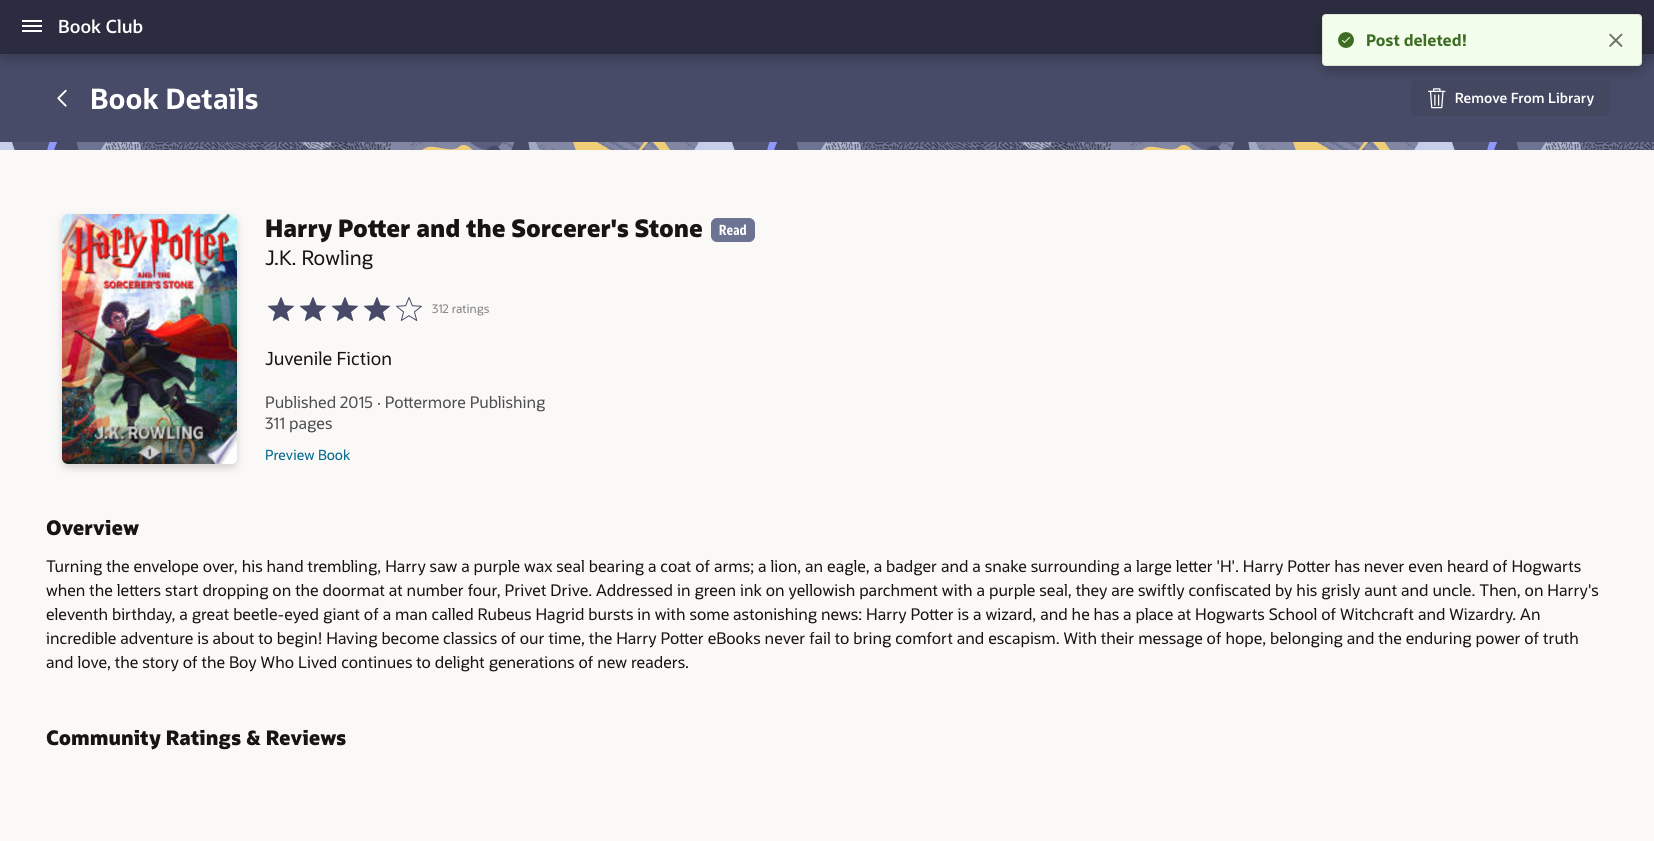 Book Club
Post deleted!
Book Details
Remove From Library
Harry Potter
AND THE
SORCERER'S STONE
J.K. ROWLING
1
Harry Potter and the Sorcerer's Stone Read
J.K. Rowling
312 ratings
Juvenile Fiction
Published 2015 · Pottermore Publishing
311 pages
Preview Book
Overview
Turning the envelope over, his hand trembling, Harry saw a purple wax seal bearing a coat of arms; a lion, an eagle, a badger and a snake surrounding a large letter 'H'. Harry Potter has never even heard of Hogwarts
when the letters start dropping on the doormat at number four, Privet Drive. Addressed in green ink on yellowish parchment with a purple seal, they are swiftly confiscated by his grisly aunt and uncle. Then, on Harry's
eleventh birthday, a great beetle-eyed giant of a man called Rubeus Hagrid bursts in with some astonishing news: Harry Potter is a wizard, and he has a place at Hogwarts School of Witchcraft and Wizardry. An
incredible adventure is about to begin! Having become classics of our time, the Harry Potter eBooks never fail to bring comfort and escapism. With their message of hope, belonging and the enduring power of truth
and love, the story of the Boy Who Lived continues to delight generations of new readers.
Community Ratings & Reviews